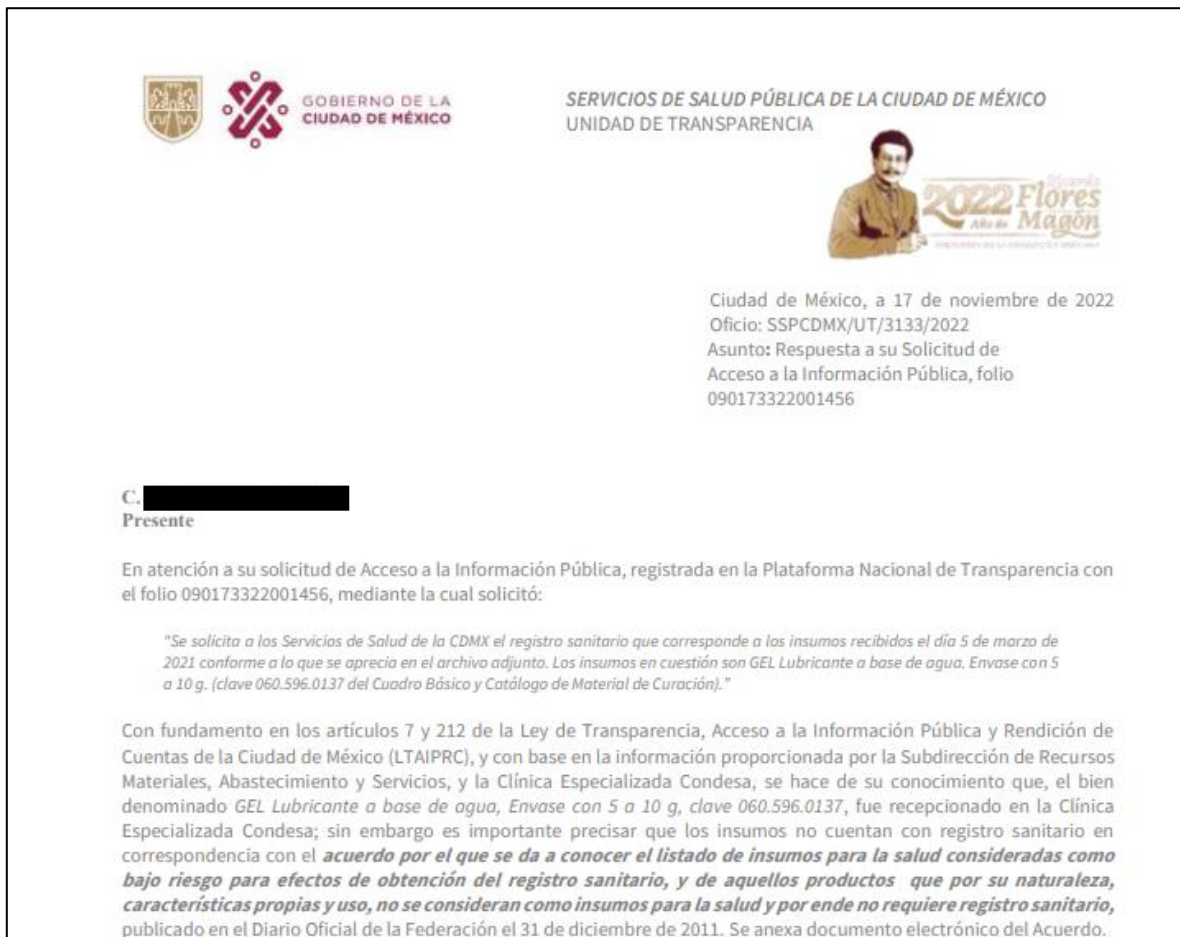 GOBIERNO DE LA
CIUDAD DE MÉXICO
SERVICIOS DE SALUD PÚBLICA DE LA CIUDAD DE MÉXICO
UNIDAD DE TRANSPARENCIA
2022 Ricardo
Flores
Año de Magón
Ciudad de México, a 17 de noviembre de 2022
Oficio: SSPCDMX/UT/3133/2022
Asunto: Respuesta a su Solicitud de
Acceso a la Información Pública, folio
090173322001456
C.
Presente
En atención a su solicitud de Acceso a la Información Pública, registrada en la Plataforma Nacional de Transparencia con
el folio 090173322001456, mediante la cual solicitó:
"Se solicita a los Servicios de Salud de la CDMX el registro sanitario que corresponde a los insumos recibidos el día 5 de marzo de
2021 conforme a lo que se aprecia en el archivo adjunto. Los insumos en cuestión son GEL Lubricante a base de agua. Envase con 5
a 10 g. (clave 060.596.0137 del Cuadro Básico y Catálogo de Material de Curación)."
Con fundamento en los artículos 7 y 212 de la Ley de Transparencia, Acceso a la Información Pública y Rendición de
Cuentas de la Ciudad de México (LTAIPRC), y con base en la información proporcionada por la Subdirección de Recursos
Materiales, Abastecimiento y Servicios, y la Clínica Especializada Condesa, se hace de su conocimiento que, el bien
denominado GEL Lubricante a base de agua, Envase con 5 a 10 g, clave 060.596.0137, fue recepcionado en la Clínica
Especializada Condesa; sin embargo es importante precisar que los insumos no cuentan con registro sanitario en
correspondencia con el acuerdo por el que se da a conocer el listado de insumos para la salud consideradas como
bajo riesgo para efectos de obtención del registro sanitario, y de aquellos productos que por su naturaleza,
características propias y uso, no se consideran como insumos para la salud y por ende no requiere registro sanitario,
publicado en el Diario Oficial de la Federación el 31 de diciembre de 2011. Se anexa documento electrónico del Acuerdo.